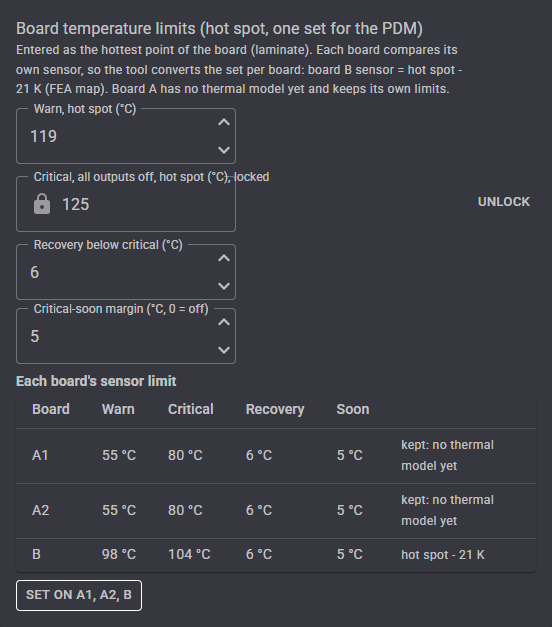 Board temperature limits (hot spot, one set for the PDM)
Entered as the hottest point of the board (laminate). Each board compares its
own sensor, so the tool converts the set per board: board B sensor = hot spot -
21 K (FEA map). Board A has no thermal model yet and keeps its own limits.
Warn, hot spot (°C)
119
Critical, all outputs off, hot spot (°C), locked
125
UNLOCK
Recovery below critical (°C)
6
Critical-soon margin (°C, 0 = off)
5
Each board's sensor limit
Board Warn Critical Recovery Soon
A1 55 °C 80 °C 6 °C 5 °C kept: no thermal
model yet
A2 55 °C 80 °C 6 °C 5 °C kept: no thermal
model yet
B 98 °C 104 °C 6 °C 5 °C hot spot - 21 K
SET ON A1, A2, B